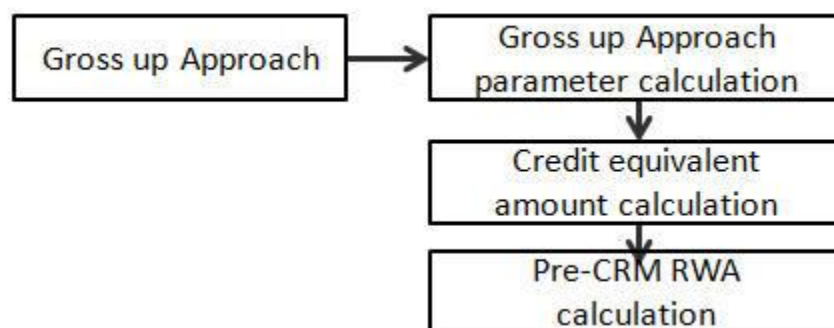 Gross up Approach
Gross up Approach
parameter calculation
Credit equivalent
amount calculation
Pre-CRM RWA
calculation